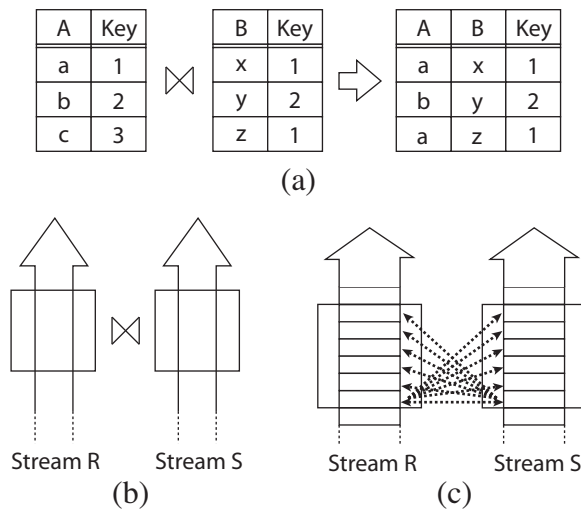 A Key B Key A B Key
a 1 x 1 a x 1
b 2 y 2 b y 2
c 3 z 1 a z 1
(a)
Stream R Stream S Stream R Stream S
(b) (c)